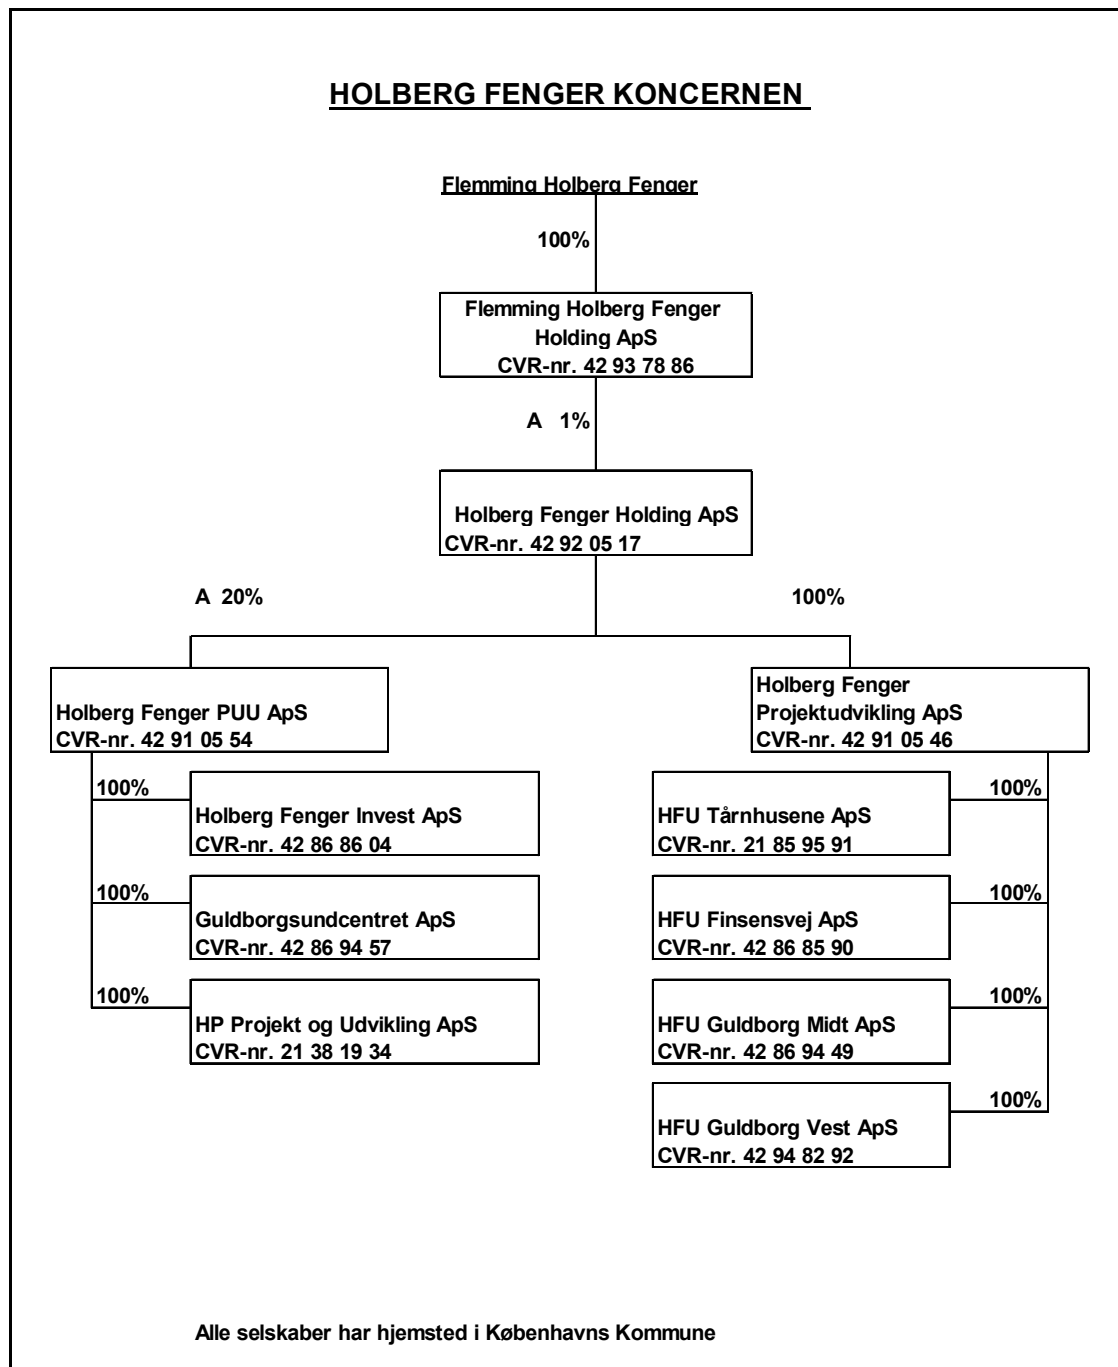 HOLBERG FENGER KONCERNEN
Flemming Holberg Fenger
100%
Flemming Holberg Fenger
Holding ApS
CVR-nr. 42 93 78 86
A 1%
Holberg Fenger Holding ApS
CVR-nr. 42 92 05 17
A 20%
100%
Holberg Fenger PUU ApS
CVR-nr. 42 91 05 54
Holberg Fenger
Projektudvikling ApS
CVR-nr. 42 91 05 46
100%
Holberg Fenger Invest ApS
CVR-nr. 42 86 86 04
100%
Guldborgsundcentret ApS
CVR-nr. 42 86 94 57
100%
HP Projekt og Udvikling ApS
CVR-nr. 21 38 19 34
100%
HFU Tårnhusene ApS
CVR-nr. 21 85 95 91
100%
HFU Finsensvej ApS
CVR-nr. 42 86 85 90
100%
HFU Guldborg Midt ApS
CVR-nr. 42 86 94 49
100%
HFU Guldborg Vest ApS
CVR-nr. 42 94 82 92
Alle selskaber har hjemsted i Københavns Kommune